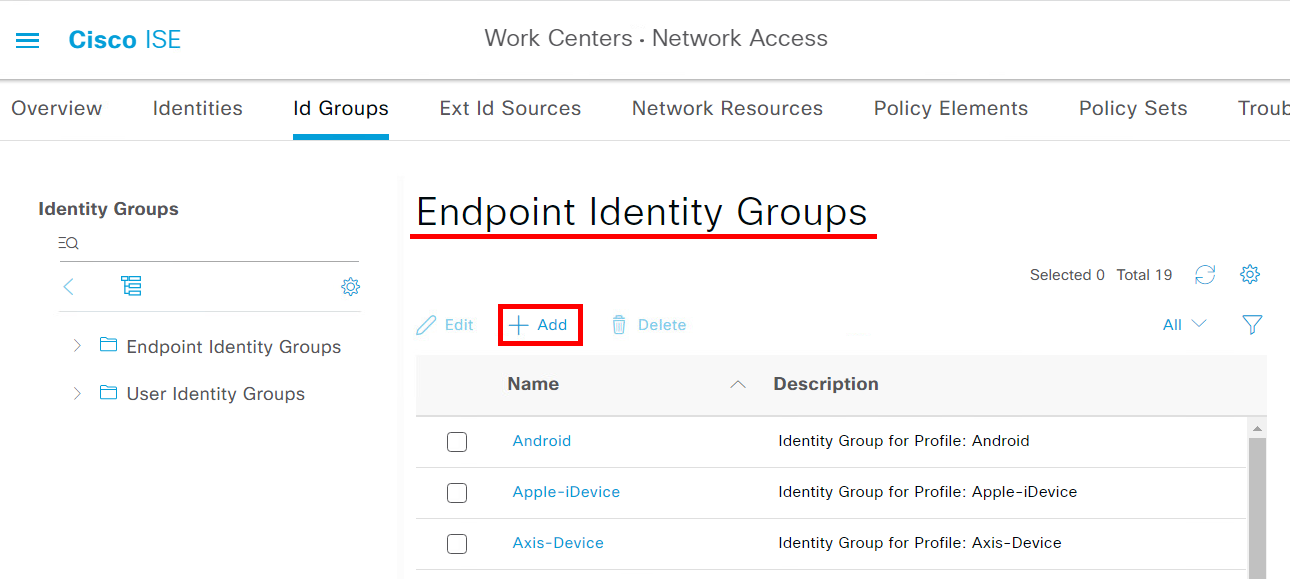 Cisco ISE
Work Centers · Network Access
Overview Identities Id Groups Ext Id Sources Network Resources Policy Elements Policy Sets Troub
Identity Groups
Endpoint Identity Groups
User Identity Groups
Endpoint Identity Groups
Selected 0 Total 19
Edit Add Delete All
Name Description
Android Identity Group for Profile: Android
Apple-iDevice Identity Group for Profile: Apple-iDevice
Axis-Device Identity Group for Profile: Axis-Device